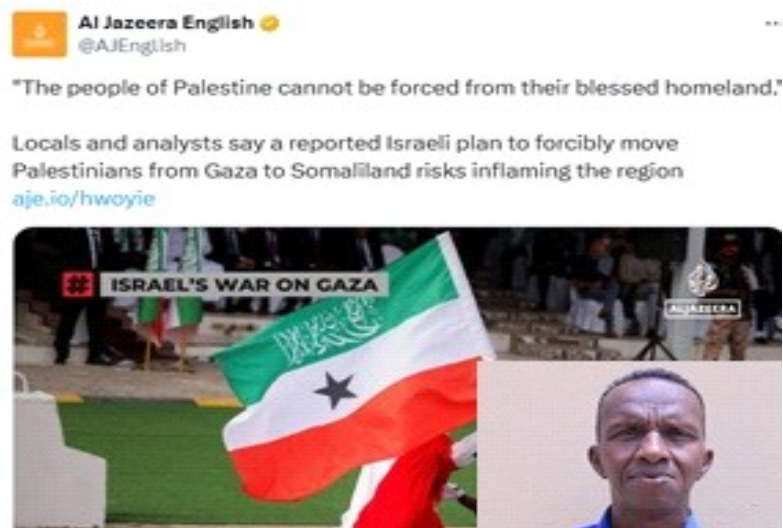 Al Jazeera English
@AJEnglish
"The people of Palestine cannot be forced from their blessed homeland."
Locals and analysts say a reported Israeli plan to forcibly move
Palestinians from Gaza to Somaliland risks inflaming the region
aje.io/hwoyie
# ISRAEL'S WAR ON GAZA
ALJAZEERA